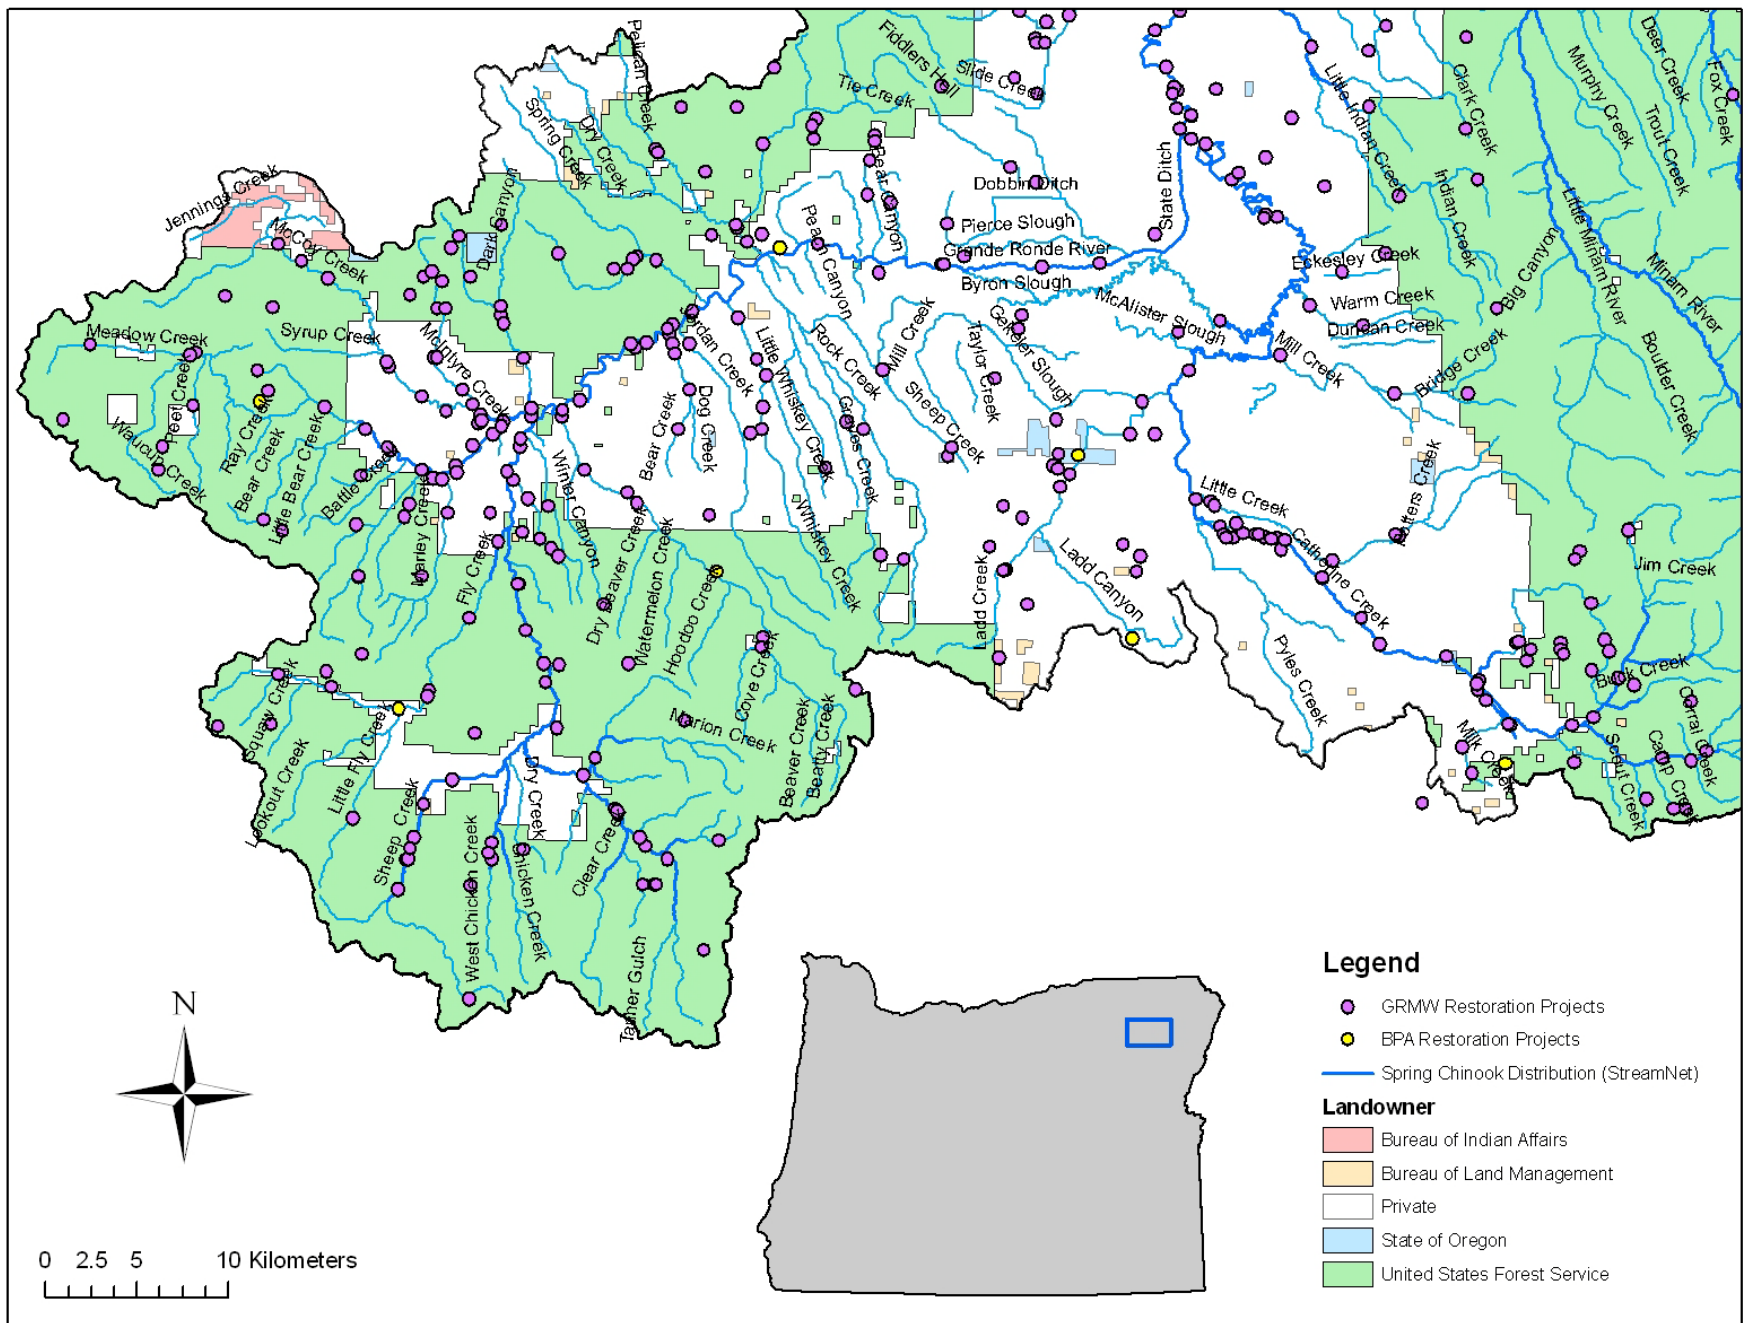 Pelican Creek
Fiddlers Hell
Slide Creek
Tie Creek
Little Indian Creek
Clark Creek
Murphy Creek
Deer Creek
Fox Creek
Trout Creek
Spring Creek
Dry Creek
Jennings Creek
McCoy Creek
Dark Canyon
Bear Canyon
Peach Canyon
Dobbin Ditch
Pierce Slough
State Ditch
Grande Ronde River
Byron Slough
Indian Creek
Big Canyon
Little Minam River
Minam River
Eckesley Creek
Warm Creek
Duncan Creek
McAlister Slough
Meadow Creek
Syrup Creek
McIntyre Creek
Jordan Creek
Little Whiskey Creek
Rock Creek
Mill Creek
Taylor Creek
Gekeler Slough
Mill Creek
Bridge Creek
Boulder Creek
Peet Creek
Waucup Creek
Ray Creek
Bear Creek
Little Bear Creek
Battle Creek
Marley Creek
Winter Canyon
Bear Creek
Dog Creek
Graves Creek
Sheep Creek
Whiskey Creek
Little Creek
Catherine Creek
Fly Creek
Dry Beaver Creek
Watermelon Creek
Hoodoo Creek
Ladd Creek
Ladd Canyon
Pyles Creek
Jim Creek
Buck Creek
Squaw Creek
Lookout Creek
Little Fly Creek
Marion Creek
Cove Creek
Beaver Creek
Beatty Creek
Milk Creek
Scout Creek
Camp Creek
Corral Creek
Sheep Creek
Dry Creek
West Chicken Creek
Chicken Creek
Clear Creek
Tanner Gulch
N
0 2.5 5 10 Kilometers
Legend
GRMW Restoration Projects
BPA Restoration Projects
Spring Chinook Distribution (StreamNet)
Landowner
Bureau of Indian Affairs
Bureau of Land Management
Private
State of Oregon
United States Forest Service